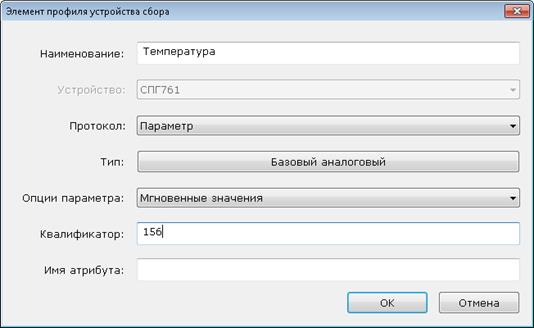 Элемент профиля устройства сбора
Наименование: Температура
Устройство: СПГ761
Протокол: Параметр
Тип: Базовый аналоговый
Опции параметра: Мгновенные значения
Квалификатор: 156
Имя атрибута:
ОК Отмена